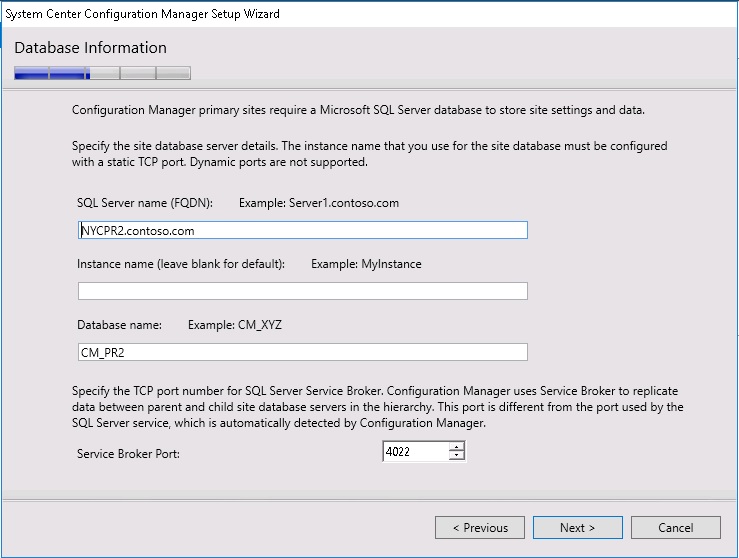 System Center Configuration Manager Setup Wizard
Database Information
Configuration Manager primary sites require a Microsoft SQL Server database to store site settings and data.
Specify the site database server details. The instance name that you use for the site database must be configured
with a static TCP port. Dynamic ports are not supported.
SQL Server name (FQDN): Example: Server1.contoso.com
NYCPR2.contoso.com
Instance name (leave blank for default): Example: MyInstance
Database name: Example: CM_XYZ
CM_PR2
Specify the TCP port number for SQL Server Service Broker. Configuration Manager uses Service Broker to replicate
data between parent and child site database servers in the hierarchy. This port is different from the port used by the
SQL Server service, which is automatically detected by Configuration Manager.
Service Broker Port: 4022
< Previous Next > Cancel